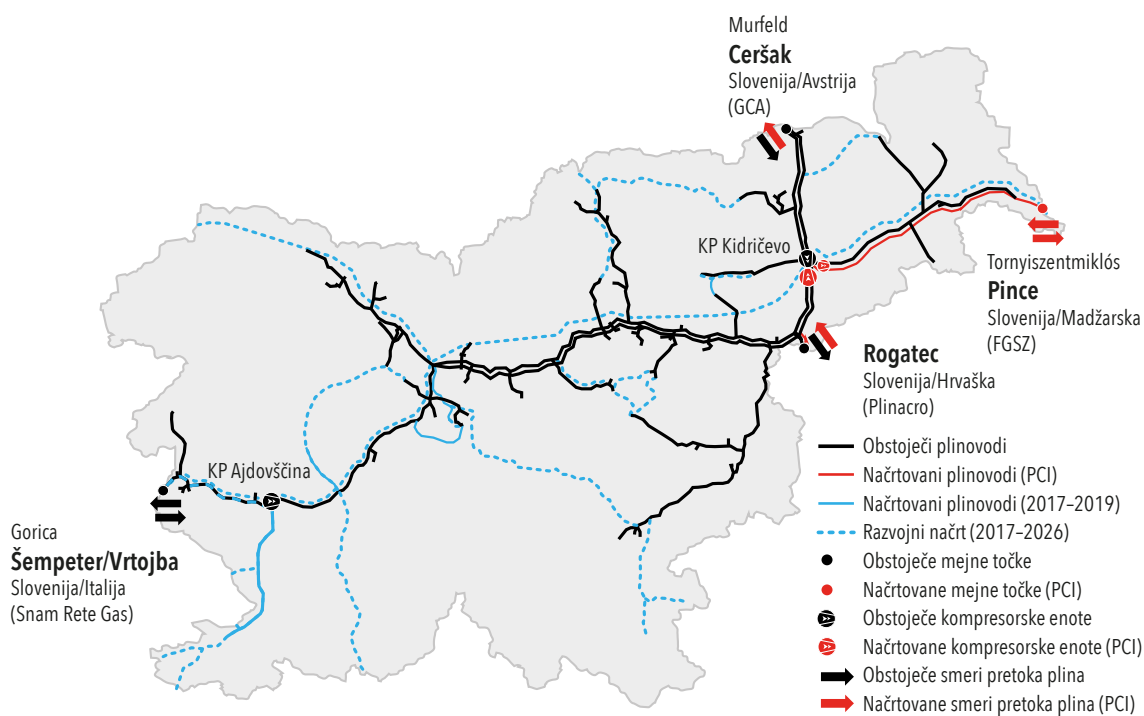 Murfeld
Ceršak
Slovenija/Avstrija
(GCA)
KP Kidričevo
Tornyiszentmiklós
Pince
Slovenija/Madžarska
(FGSZ)
Rogatec
Slovenija/Hrvaška
(Plinacro)
KP Ajdovščina
Gorica
Šempeter/Vrtojba
Slovenija/Italija
(Snam Rete Gas)
Obstoječi plinovodi
Načrtovani plinovodi (PCI)
Načrtovani plinovodi (2017–2019)
Razvojni načrt (2017–2026)
Obstoječe mejne točke
Načrtovane mejne točke (PCI)
Obstoječe kompresorske enote
Načrtovane kompresorske enote (PCI)
Obstoječe smeri pretoka plina
Načrtovane smeri pretoka plina (PCI)